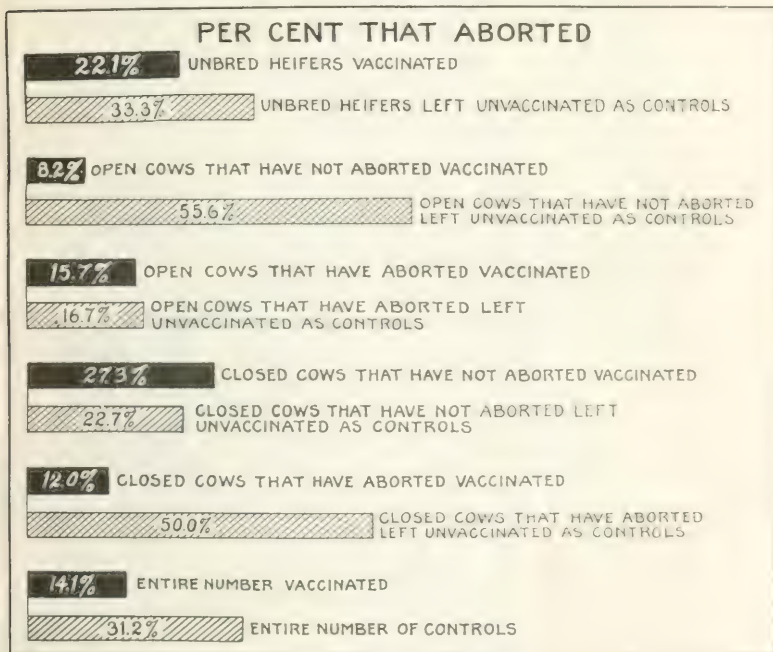 PER CENT THAT ABORTED
22.1% UNBRED HEIFERS VACCINATED
33.3% UNBRED HEIFERS LEFT UNVACCINATED AS CONTROLS
8.2% OPEN COWS THAT HAVE NOT ABORTED VACCINATED
55.6% OPEN COWS THAT HAVE NOT ABORTED
LEFT UNVACCINATED AS CONTROLS
15.7% OPEN COWS THAT HAVE ABORTED VACCINATED
16.7% OPEN COWS THAT HAVE ABORTED LEFT
UNVACCINATED AS CONTROLS
27.3% CLOSED COWS THAT HAVE NOT ABORTED VACCINATED
22.7% CLOSED COWS THAT HAVE NOT ABORTED LEFT
UNVACCINATED AS CONTROLS
12.0% CLOSED COWS THAT HAVE ABORTED VACCINATED
50.0% CLOSED COWS THAT HAVE ABORTED
LEFT UNVACCINATED AS CONTROLS
14.1% ENTIRE NUMBER VACCINATED
31.2% ENTIRE NUMBER OF CONTROLS